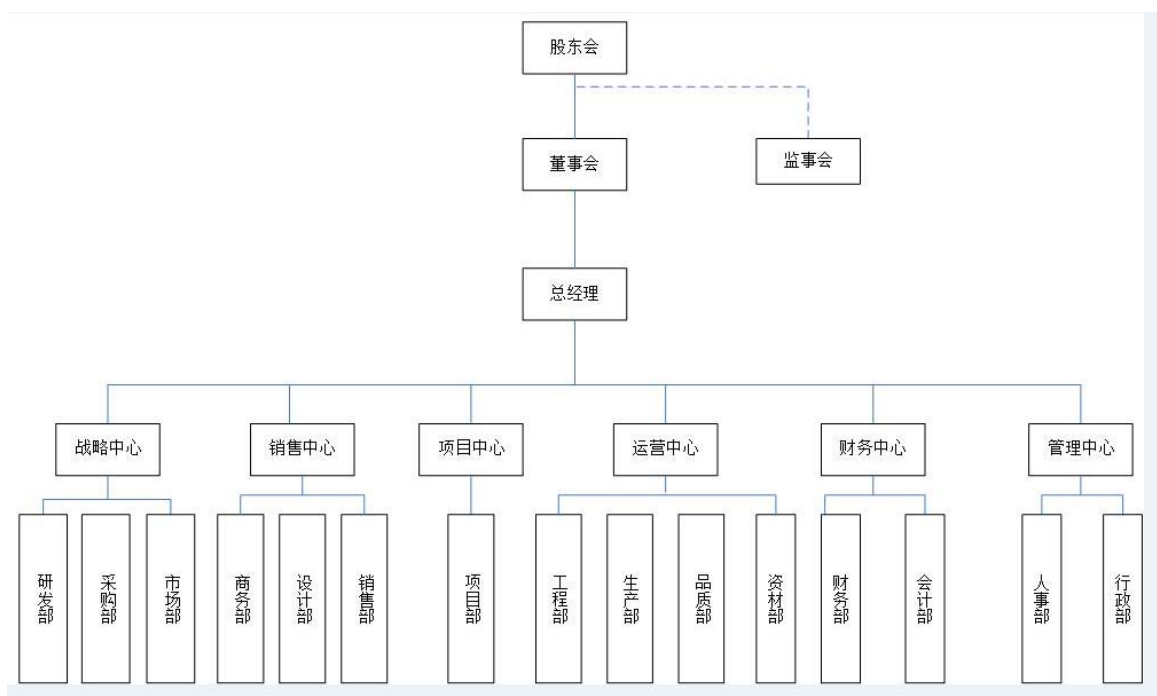 股东会
董事会
监事会
总经理
战略中心
销售中心
项目中心
运营中心
财务中心
管理中心
研发部
采购部
市场部
商务部
设计部
销售部
项目部
工程部
生产部
品质部
资材部
财务部
会计部
人事部
行政部